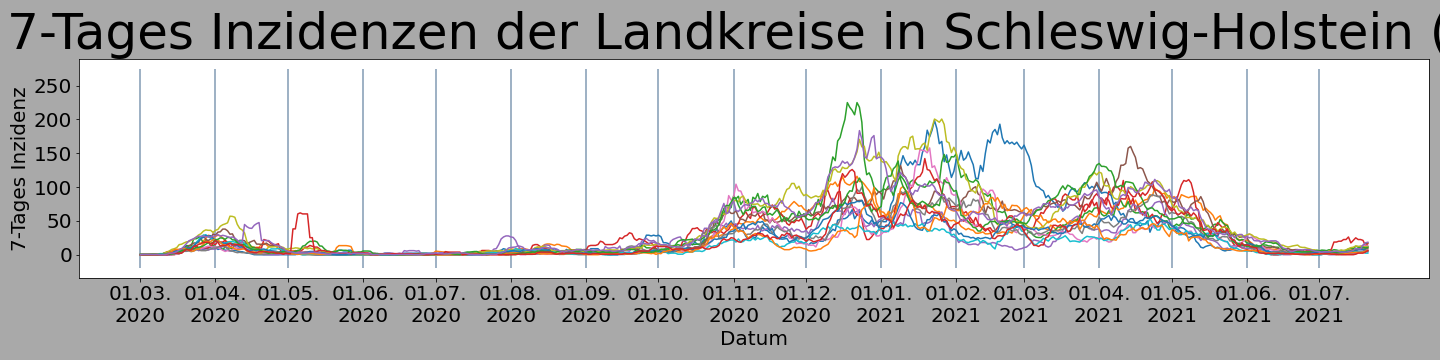 7-Tages Inzidenzen der Landkreise in Schleswig-Holstein (
7-Tages Inzidenz
250
200
150
100
50
0
01.03. 01.04. 01.05. 01.06. 01.07. 01.08. 01.09. 01.10. 01.11. 01.12. 01.01. 01.02. 01.03. 01.04. 01.05. 01.06. 01.07.
2020 2020 2020 2020 2020 2020 2020 2020 2020 2020 2021 2021 2021 2021 2021 2021 2021
Datum